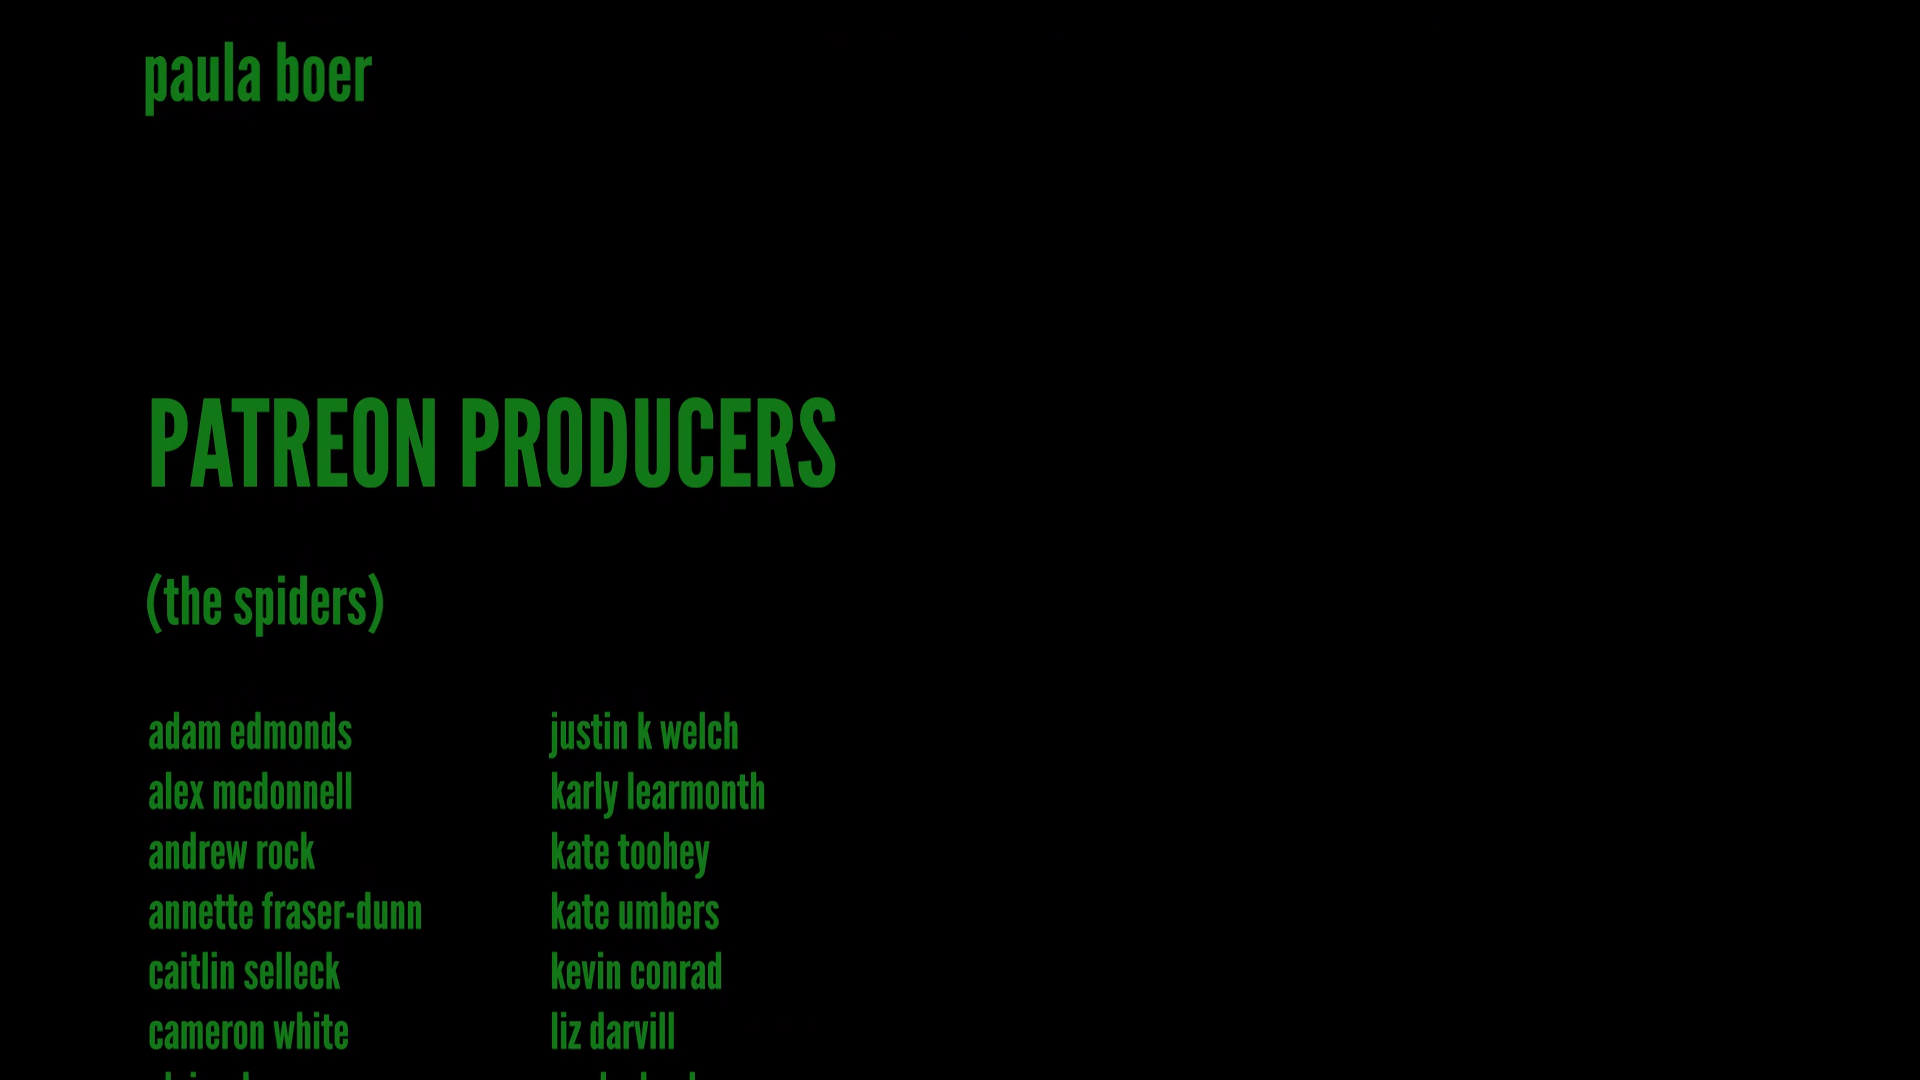 paula boer
PATREON PRODUCERS
(the spiders)
adam edmonds
alex mcdonnell
andrew rock
annette fraser-dunn
caitlin selleck
cameron white
justin k welch
karly learmonth
kate toohey
kate umbers
kevin conrad
liz darvill